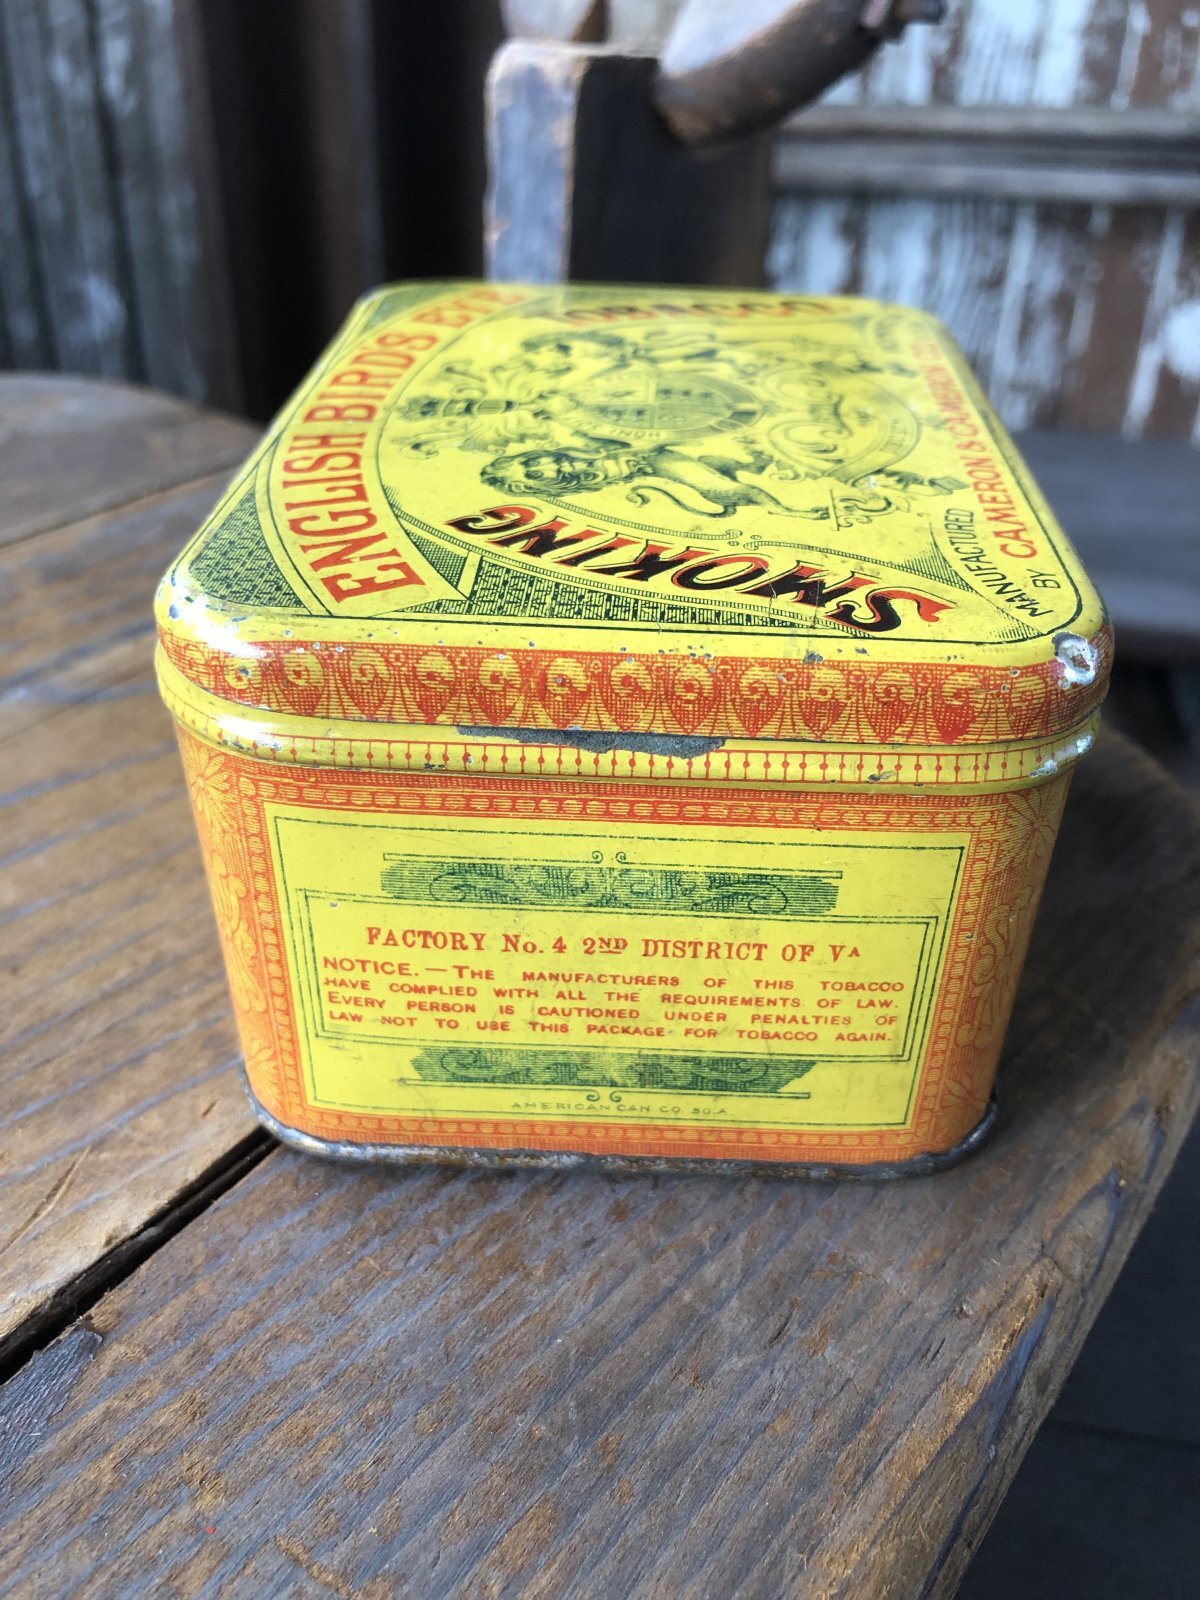 ENGLISH BIRDS EYE
TOBACCO
SMOKING
MANUFACTURED
BY
CAMERON & CAMERON CO.
FACTORY No. 4 2ND DISTRICT OF VA
NOTICE. — THE MANUFACTURERS OF THIS TOBACCO
HAVE COMPLIED WITH ALL THE REQUIREMENTS OF LAW.
EVERY PERSON IS CAUTIONED UNDER PENALTIES OF
LAW NOT TO USE THIS PACKAGE FOR TOBACCO AGAIN.
AMERICAN CAN CO. 50.A.